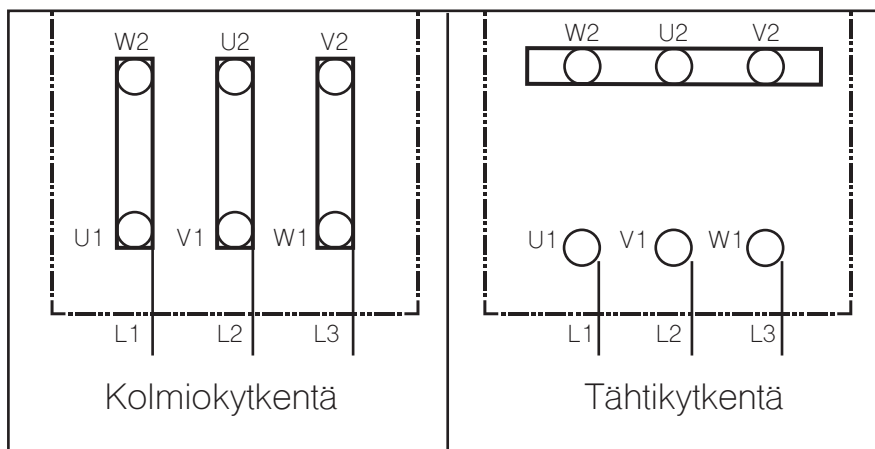 W2 U2 V2
U1 V1 W1
L1 L2 L3
Kolmiokytkentä
W2 U2 V2
U1 V1 W1
L1 L2 L3
Tähtikytkentä